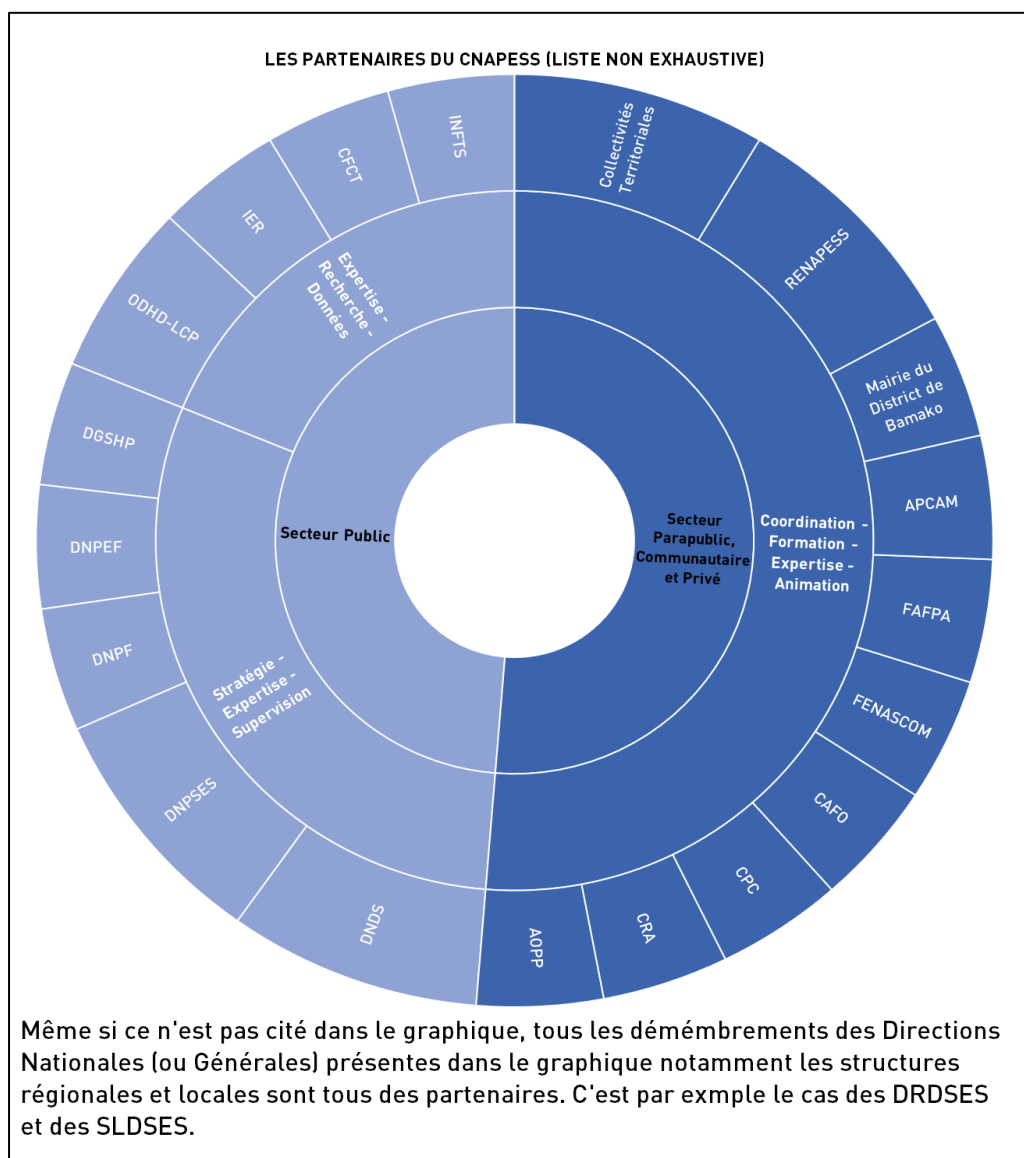 LES PARTENAIRES DU CNAPESS (LISTE NON EXHAUSTIVE)
Collectivités
Territoriales
RENAPESS
Mairie du
District de
Bamako
APCAM
FAFPA
FENASCOM
CAFO
CPC
CRA
AOPP
DNDS
DNPSES
DNPF
DNPEF
DGSHP
ODHD-LCP
IER
CFCT
INFTS
Expertise -
Recherche -
Données
Stratégie -
Expertise -
Supervision
Secteur Public
Secteur
Parapublic,
Communautaire
et Privé
Coordination -
Formation -
Expertise -
Animation
Même si ce n'est pas cité dans le graphique, tous les démémbrements des Directions
Nationales (ou Générales) présentes dans le graphique notamment les structures
régionales et locales sont tous des partenaires. C'est par exmple le cas des DRDSES
et des SLDSES.